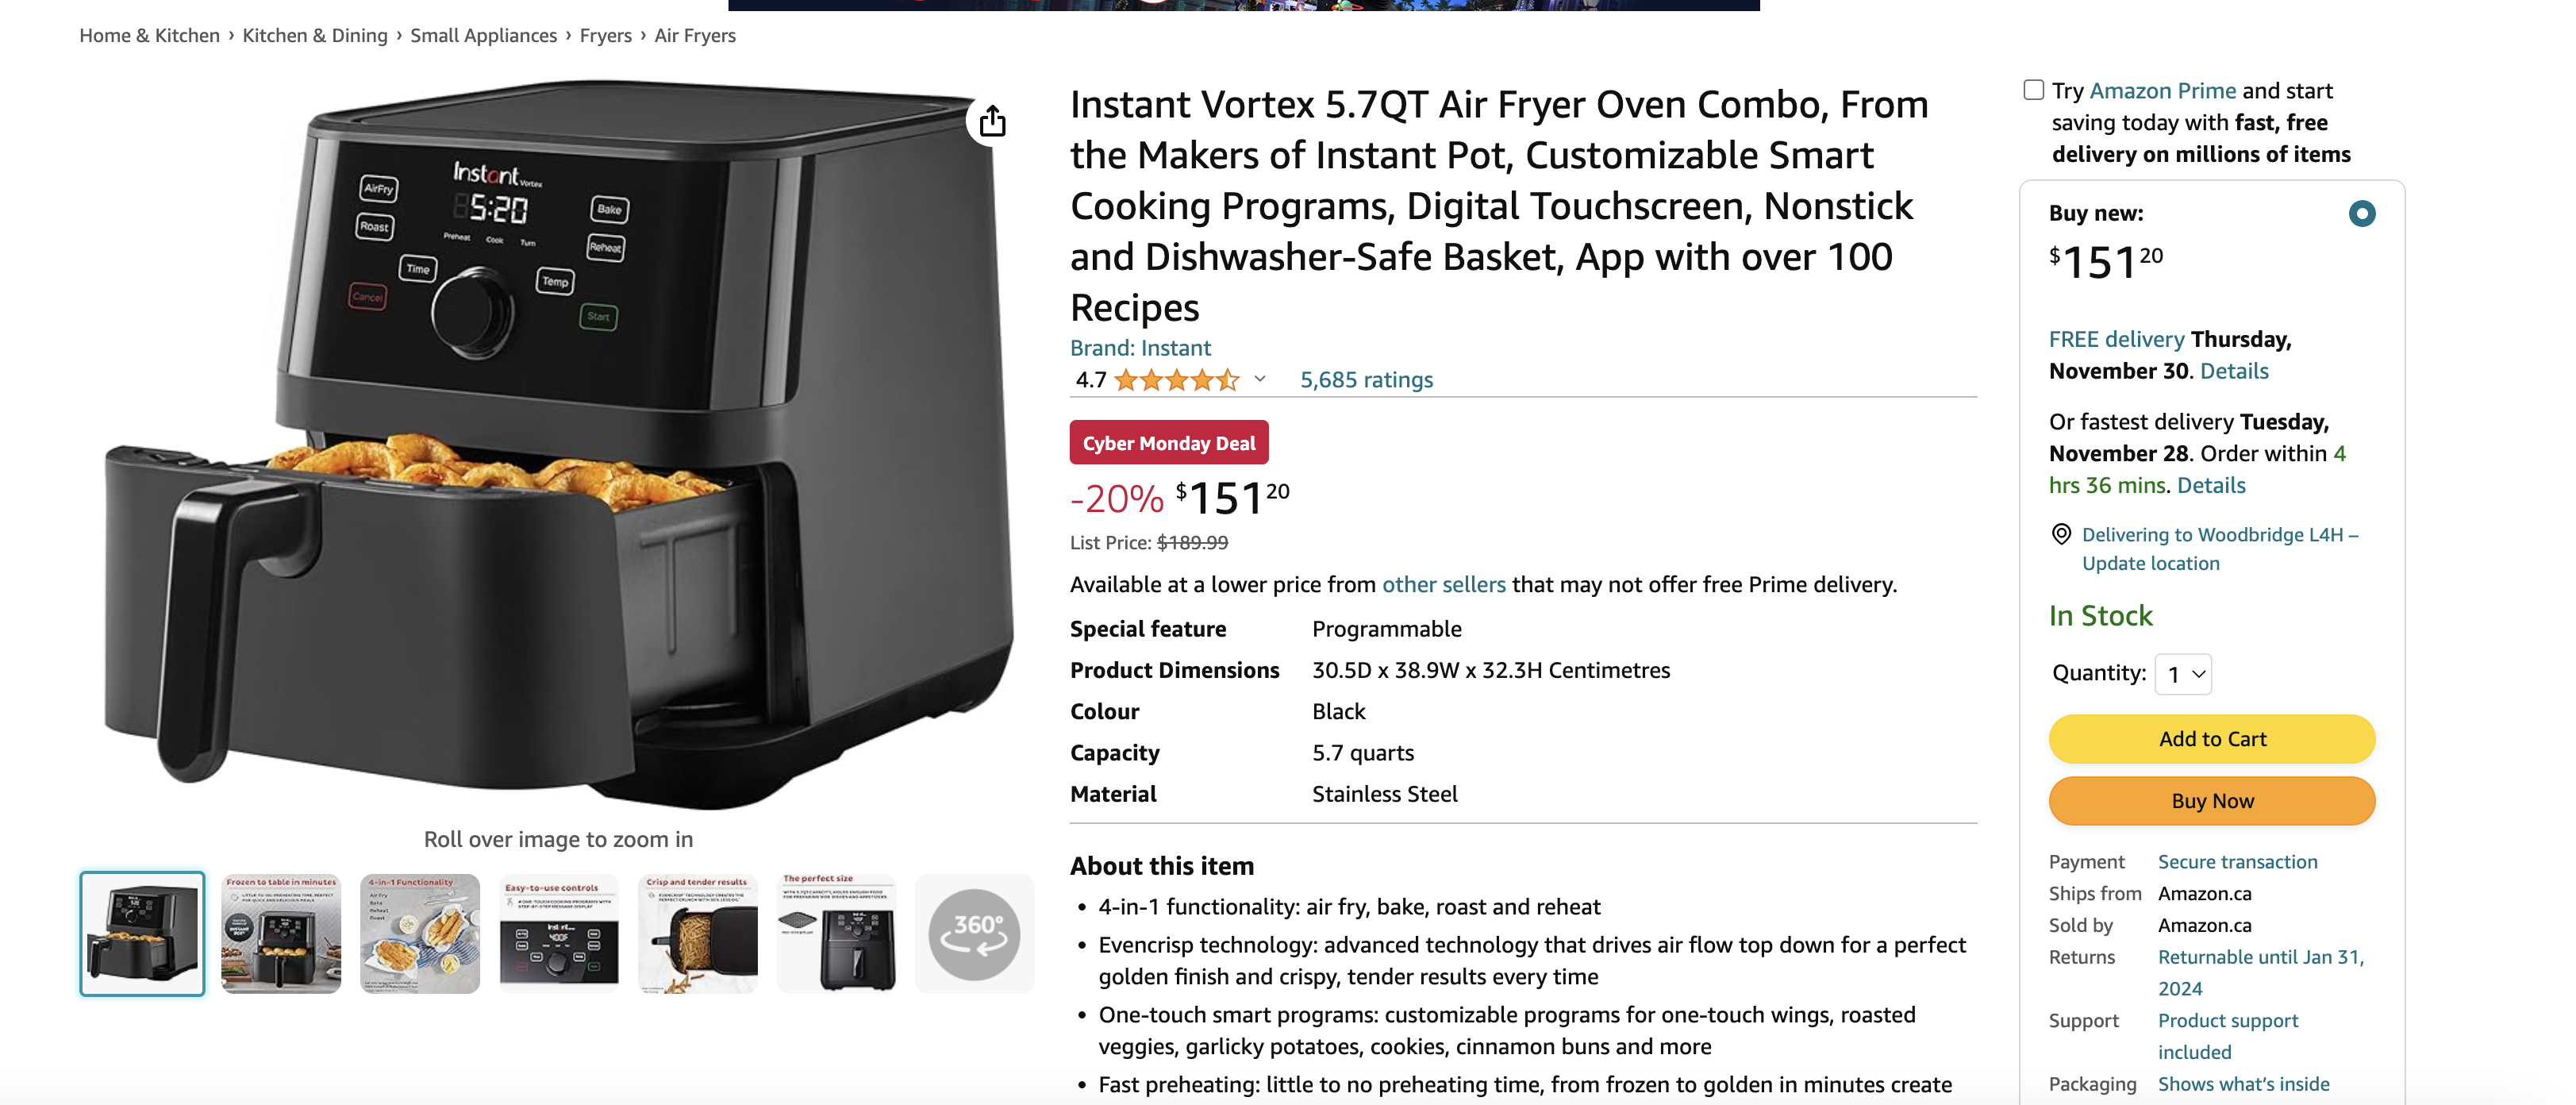 Home & Kitchen › Kitchen & Dining › Small Appliances › Fryers › Air Fryers
Instant Vortex
AirFry
5:20
Bake
Roast
Preheat Cook Turn
Reheat
Time
Temp
Cancel
Start
Roll over image to zoom in
Frozen to table in minutes
4-in-1 Functionality
Air Fry
Bake
Reheat
Roast
Easy-to-use controls
Crisp and tender results
The perfect size
360°
Instant Vortex 5.7QT Air Fryer Oven Combo, From
the Makers of Instant Pot, Customizable Smart
Cooking Programs, Digital Touchscreen, Nonstick
and Dishwasher-Safe Basket, App with over 100
Recipes
Brand: Instant
4.7 5,685 ratings
Cyber Monday Deal
-20% $151 20
List Price: $189.99
Available at a lower price from other sellers that may not offer free Prime delivery.
Special feature Programmable
Product Dimensions 30.5D x 38.9W x 32.3H Centimetres
Colour Black
Capacity 5.7 quarts
Material Stainless Steel
About this item
• 4-in-1 functionality: air fry, bake, roast and reheat
• Evencrisp technology: advanced technology that drives air flow top down for a perfect
golden finish and crispy, tender results every time
• One-touch smart programs: customizable programs for one-touch wings, roasted
veggies, garlicky potatoes, cookies, cinnamon buns and more
• Fast preheating: little to no preheating time, from frozen to golden in minutes create
Try Amazon Prime and start
saving today with fast, free
delivery on millions of items
Buy new:
$151 20
FREE delivery Thursday,
November 30. Details
Or fastest delivery Tuesday,
November 28. Order within 4
hrs 36 mins. Details
Delivering to Woodbridge L4H –
Update location
In Stock
Quantity: 1
Add to Cart
Buy Now
Payment Secure transaction
Ships from Amazon.ca
Sold by Amazon.ca
Returns Returnable until Jan 31,
2024
Support Product support
included
Packaging Shows what's inside